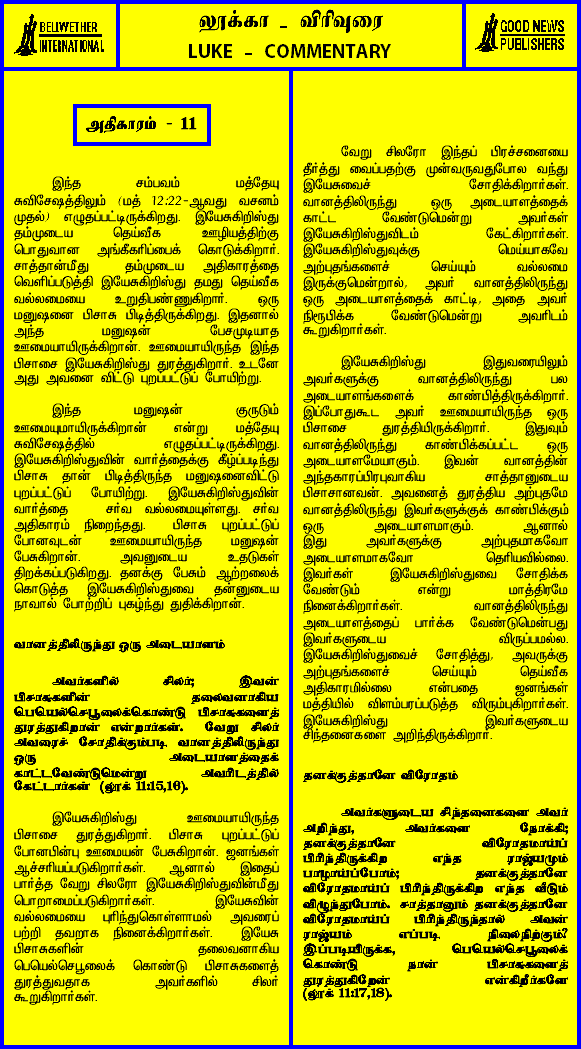 BELLWETHER
INTERNATIONAL
லூக்கா - விரிவுரை
LUKE - COMMENTARY
GOOD NEWS
PUBLISHERS
அதிகாரம் - 11
இந்த சம்பவம் மத்தேயு
சுவிசேஷத்திலும் (மத் 12:22-ஆவது வசனம்
முதல்) எழுதப்பட்டிருக்கிறது. இயேசுகிறிஸ்து
தம்முடைய தெய்வீக ஊழியத்திற்கு
பொதுவான அங்கீகரிப்பைக் கொடுக்கிறார்.
சாத்தான்மீது தம்முடைய அதிகாரத்தை
வெளிப்படுத்தி இயேசுகிறிஸ்து தமது தெய்வீக
வல்லமையை உறுதிபண்ணுகிறார். ஒரு
மனுஷனை பிசாசு பிடித்திருக்கிறது. இதனால்
அந்த மனுஷன் பேசமுடியாத
ஊமையாயிருக்கிறான். ஊமையாயிருந்த இந்த
பிசாசை இயேசுகிறிஸ்து துரத்துகிறார். உடனே
அது அவனை விட்டு புறப்பட்டுப் போயிற்று.
இந்த மனுஷன் குருடும்
ஊமையுமாயிருக்கிறான் என்று மத்தேயு
சுவிசேஷத்தில் எழுதப்பட்டிருக்கிறது.
இயேசுகிறிஸ்துவின் வார்த்தைக்கு கீழ்ப்படிந்து
பிசாசு தான் பிடித்திருந்த மனுஷனைவிட்டு
புறப்பட்டுப் போயிற்று. இயேசுகிறிஸ்துவின்
வார்த்தை சர்வ வல்லமையுள்ளது. சர்வ
அதிகாரம் நிறைந்தது. பிசாசு புறப்பட்டுப்
போனவுடன் ஊமையாயிருந்த மனுஷன்
பேசுகிறான். அவனுடைய உதடுகள்
திறக்கப்படுகிறது. தனக்கு பேசும் ஆற்றலைக்
கொடுத்த இயேசுகிறிஸ்துவை தன்னுடைய
நாவால் போற்றிப் புகழ்ந்து துதிக்கிறான்.
வானத்திலிருந்து ஒரு அடையாளம்
அவர்களில் சிலர்; இவன்
பிசாசுகளின் தலைவனாகிய
பெயெல்செபூலைக்கொண்டு பிசாசுகளைத்
துரத்துகிறான் என்றார்கள். வேறு சிலர்
அவரைச் சோதிக்கும்படி வானத்திலிருந்து
ஒரு அடையாளத்தைக்
காட்டவேண்டுமென்று அவரிடத்தில்
கேட்டார்கள் (லூக் 11:15,16).
இயேசுகிறிஸ்து ஊமையாயிருந்த
பிசாசை துரத்துகிறார். பிசாசு புறப்பட்டுப்
போனபின்பு ஊமையன் பேசுகிறான். ஜனங்கள்
ஆச்சரியப்படுகிறார்கள். ஆனால் இதைப்
பார்த்த வேறு சிலரோ இயேசுகிறிஸ்துவின்மீது
பொறாமைப்படுகிறார்கள். இயேசுவின்
வல்லமையை புரிந்துகொள்ளாமல் அவரைப்
பற்றி தவறாக நினைக்கிறார்கள். இயேசு
பிசாசுகளின் தலைவனாகிய
பெயெல்செபூலைக் கொண்டு பிசாசுகளைத்
துரத்துவதாக அவர்களில் சிலர்
கூறுகிறார்கள்.
வேறு சிலரோ இந்தப் பிரச்சனையை
தீர்த்து வைப்பதற்கு முன்வருவதுபோல வந்து
இயேசுவைச் சோதிக்கிறார்கள்.
வானத்திலிருந்து ஒரு அடையாளத்தைக்
காட்ட வேண்டுமென்று அவர்கள்
இயேசுகிறிஸ்துவிடம் கேட்கிறார்கள்.
இயேசுகிறிஸ்துவுக்கு மெய்யாகவே
அற்புதங்களைச் செய்யும் வல்லமை
இருக்குமென்றால், அவர் வானத்திலிருந்து
ஒரு அடையாளத்தைக் காட்டி, அதை அவர்
நிரூபிக்க வேண்டுமென்று அவரிடம்
கூறுகிறார்கள்.
இயேசுகிறிஸ்து இதுவரையிலும்
அவர்களுக்கு வானத்திலிருந்து பல
அடையாளங்களைக் காண்பித்திருக்கிறார்.
இப்போதுகூட அவர் ஊமையாயிருந்த ஒரு
பிசாசை துரத்தியிருக்கிறார். இதுவும்
வானத்திலிருந்து காண்பிக்கப்பட்ட ஒரு
அடையாளமேயாகும். இவன் வானத்தின்
அந்தகாரப்பிரபுவாகிய சாத்தானுடைய
பிசாசானவன். அவனைத் துரத்திய அற்புதமே
வானத்திலிருந்து இவர்களுக்குக் காண்பிக்கும்
ஒரு அடையாளமாகும். ஆனால்
இது அவர்களுக்கு அற்புதமாகவோ
அடையாளமாகவோ தெரியவில்லை.
இவர்கள் இயேசுகிறிஸ்துவை சோதிக்க
வேண்டும் என்று மாத்திரமே
நினைக்கிறார்கள். வானத்திலிருந்து
அடையாளத்தைப் பார்க்க வேண்டுமென்பது
இவர்களுடைய விருப்பமல்ல.
இயேசுகிறிஸ்துவைச் சோதித்து, அவருக்கு
அற்புதங்களைச் செய்யும் தெய்வீக
அதிகாரமில்லை என்பதை ஜனங்கள்
மத்தியில் விளம்பரப்படுத்த விரும்புகிறார்கள்.
இயேசுகிறிஸ்து இவர்களுடைய
சிந்தனைகளை அறிந்திருக்கிறார்.
தனக்குத்தானே விரோதம்
அவர்களுடைய சிந்தனைகளை அவர்
அறிந்து, அவர்களை நோக்கி;
தனக்குத்தானே விரோதமாய்ப்
பிரிந்திருக்கிற எந்த ராஜ்யமும்
பாழாய்ப்போம்; தனக்குத்தானே
விரோதமாய்ப் பிரிந்திருக்கிற எந்த வீடும்
விழுந்துபோம். சாத்தானும் தனக்குத்தானே
விரோதமாய்ப் பிரிந்திருந்தால் அவன்
ராஜ்யம் எப்படி நிலைநிற்கும்?
இப்படியிருக்க, பெயெல்செபூலைக்
கொண்டு நான் பிசாசுகளைத்
துரத்துகிறேன் என்கிறீர்களே
(லூக் 11:17,18).